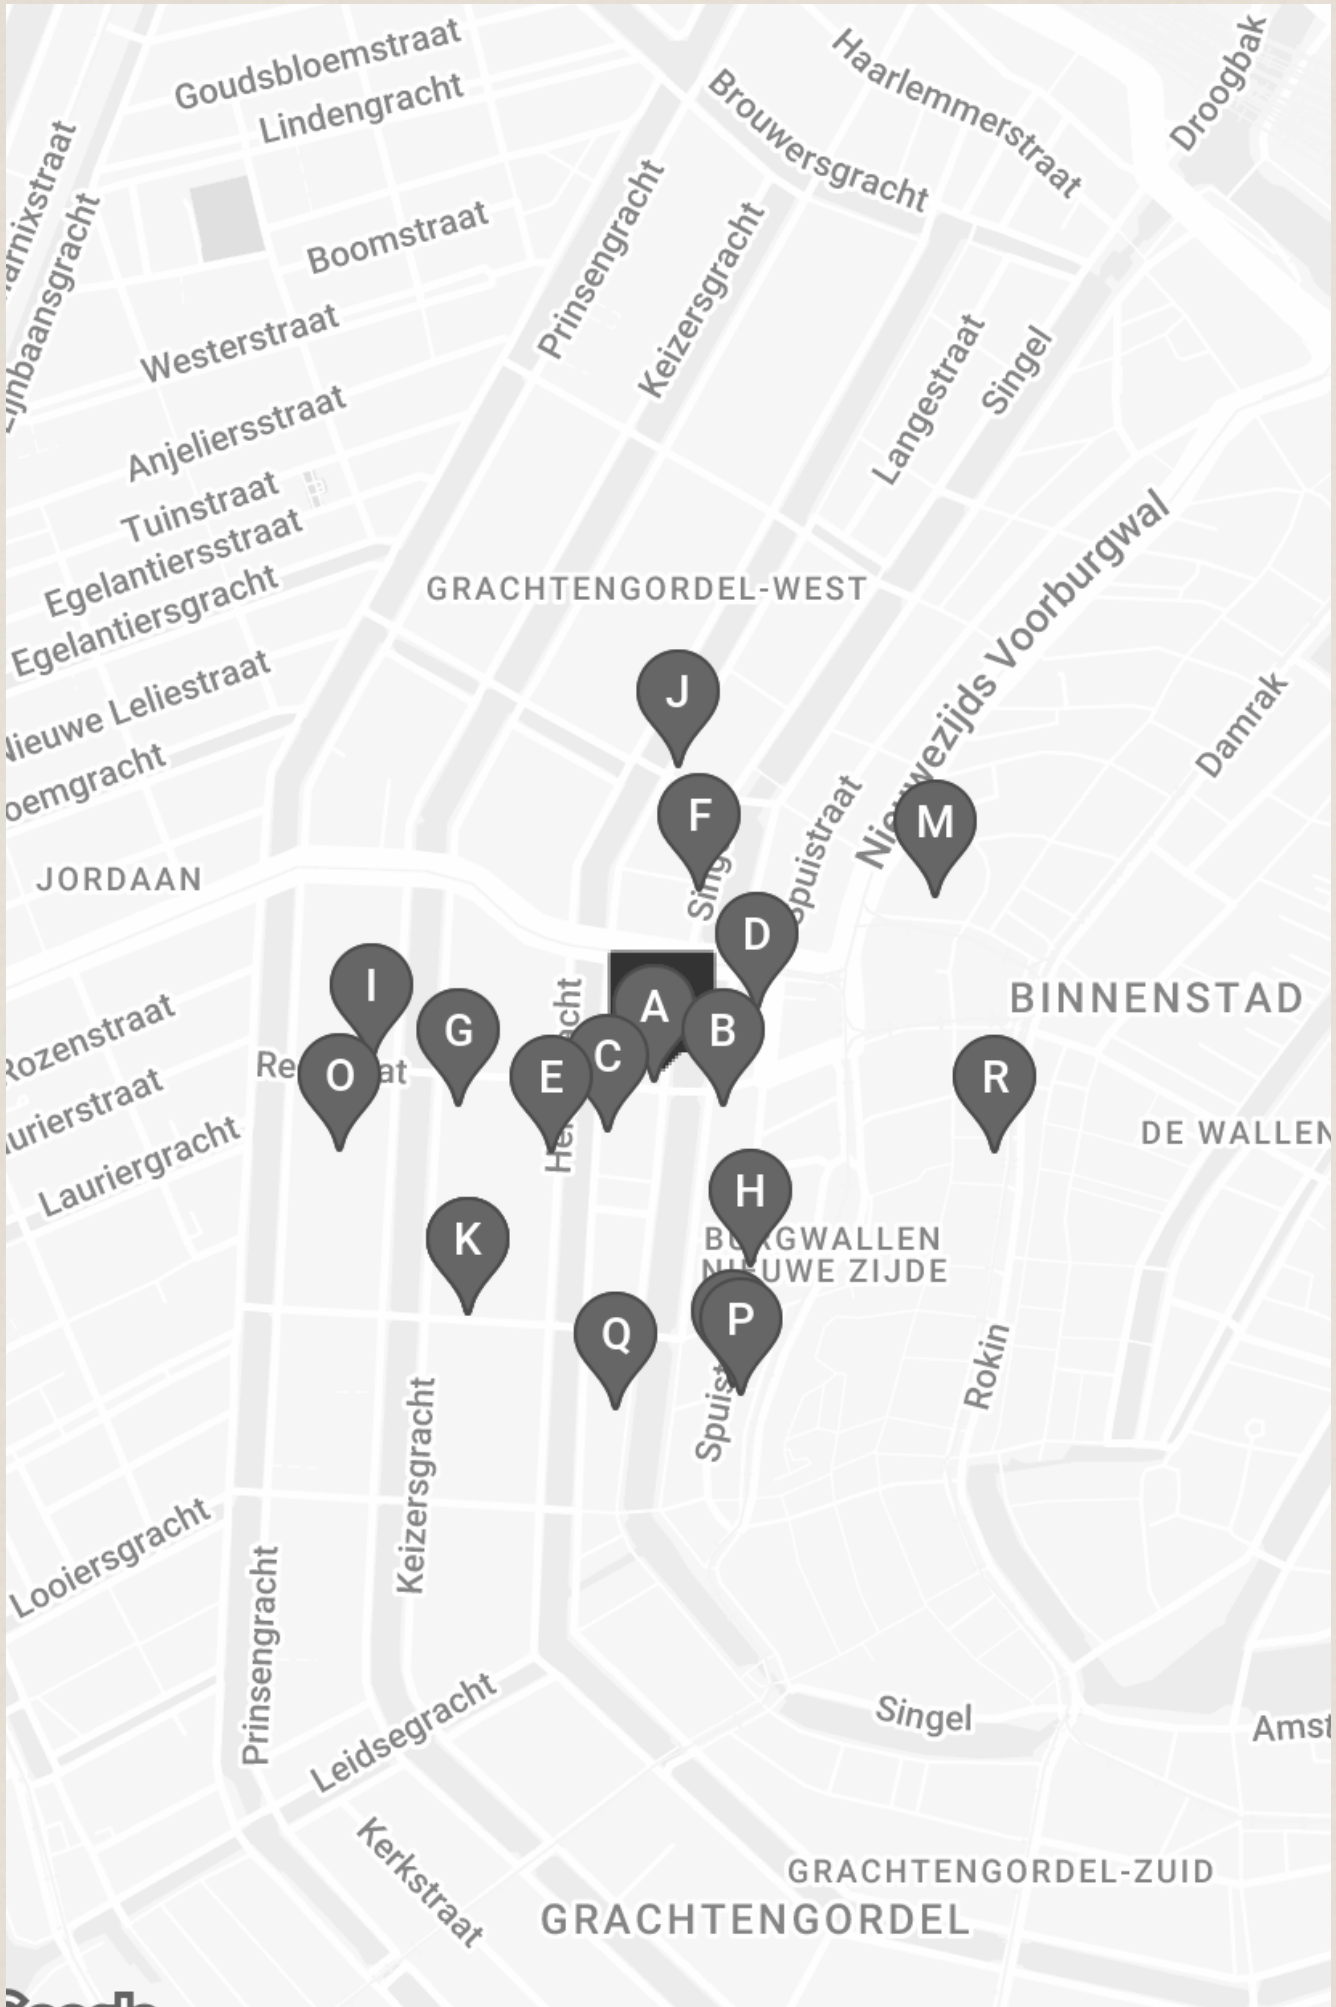 Goudsbloemstraat
Lindengracht
Haarlemmerstraat
Droogbak
Brouwersgracht
Prinsengracht
Keizersgracht
Boomstraat
Westerstraat
Langestraat
Singel
Anjeliersstraat
Tuinstraat
Egelantiersstraat
Egelantiersgracht
GRACHTENGORDEL-WEST
Nieuwezijds Voorburgwal
Nieuwe Leliestraat
J
Damrak
F
Spuistraat
M
JORDAAN
D
I
A
BINNENSTAD
Rozenstraat
G
B
C
E
O
R
DE WALLEN
Lauriergracht
H
BURGWALLEN
NIEUWE ZIJDE
K
P
Q
Rokin
Keizersgracht
Looiersgracht
Prinsengracht
Leidsegracht
Singel
Amst
Kerkstraat
GRACHTENGORDEL-ZUID
GRACHTENGORDEL